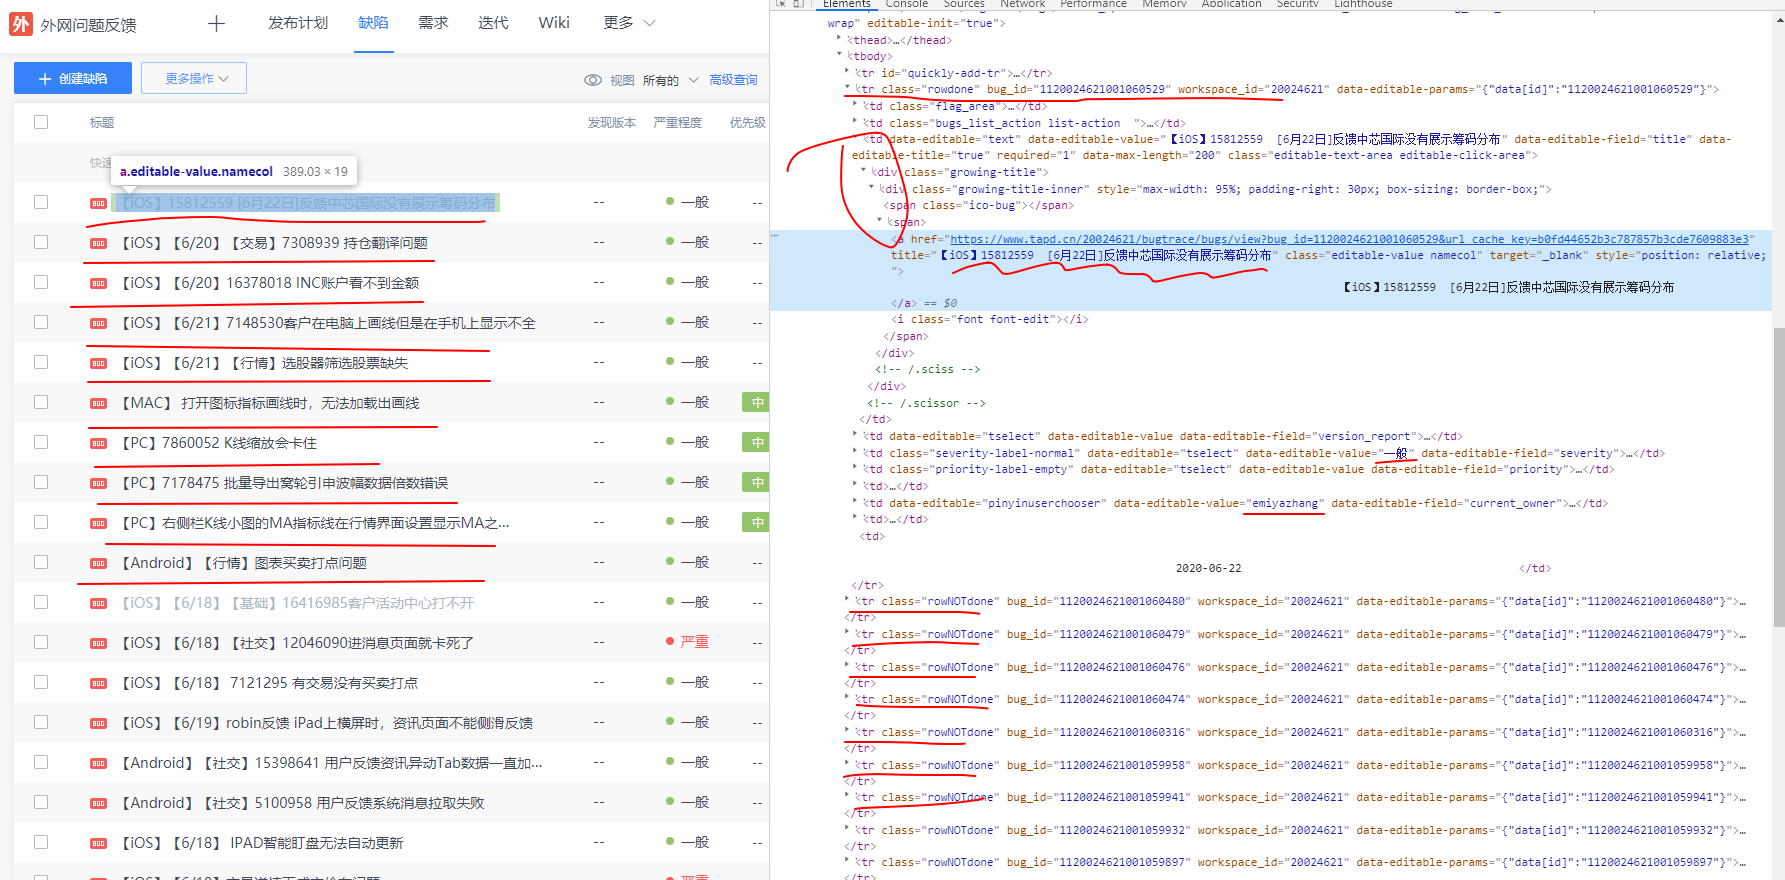 外 外网问题反馈
发布计划 缺陷 需求 迭代 Wiki 更多
创建缺陷 更多操作
视图 所有的 高级查询
标题 发现版本 严重程度 优先级
快速
a.editable-value.namecol 389.03 × 19
BUG 【iOS】15812559 [6月22日]反馈中芯国际没有展示筹码分布 -- 一般 --
BUG 【iOS】【6/20】【交易】7308939 持仓翻译问题 -- 一般 --
BUG 【iOS】【6/20】16378018 INC账户看不到金额 -- 一般 --
BUG 【iOS】【6/21】7148530客户在电脑上画线但是在手机上显示不全 -- 一般 --
BUG 【iOS】【6/21】【行情】选股器筛选股票缺失 -- 一般 --
BUG 【MAC】 打开图标指标画线时，无法加载出画线 -- 一般 中
BUG 【PC】7860052 K线缩放会卡住 -- 一般 中
BUG 【PC】7178475 批量导出窝轮引申波幅数据倍数错误 -- 一般 中
BUG 【PC】右侧栏K线小图的MA指标线在行情界面设置显示MA之... -- 一般 中
BUG 【Android】【行情】图表买卖打点问题 -- 一般 --
BUG 【iOS】【6/18】【基础】16416985客户活动中心打不开 -- 一般 --
BUG 【iOS】【6/18】【社交】12046090进消息页面就卡死了 -- 严重 --
BUG 【iOS】【6/18】 7121295 有交易没有买卖打点 -- 一般 --
BUG 【iOS】【6/19】robin反馈 iPad上横屏时，资讯页面不能侧滑反馈 -- 一般 --
BUG 【Android】【社交】15398641 用户反馈资讯异动Tab数据一直加... -- 一般 --
BUG 【Android】【社交】5100958 用户反馈系统消息拉取失败 -- 一般 --
BUG 【iOS】【6/18】 IPAD智能盯盘无法自动更新 -- 一般 --
Elements Console Sources Network Performance Memory Application Security Lighthouse
wrap" editable-init="true">
<thead>…</thead>
<tbody>
<tr id="quickly-add-tr">…</tr>
<tr class="rowdone" bug_id="1120024621001060529" workspace_id="20024621" data-editable-params="{"data[id]":"1120024621001060529"}">
<td class="flag_area">…</td>
<td class="bugs_list_action list-action  ">…</td>
<td data-editable="text" data-editable-value="【iOS】15812559  [6月22日]反馈中芯国际没有展示筹码分布" data-editable-field="title" data-
editable-title="true" required="1" data-max-length="200" class="editable-text-area editable-click-area">
<div class="growing-title">
<div class="growing-title-inner" style="max-width: 95%; padding-right: 30px; box-sizing: border-box;">
<span class="ico-bug"></span>
<span>
<a href="https://www.tapd.cn/20024621/bugtrace/bugs/view?bug_id=1120024621001060529&url_cache_key=b0fd44652b3c787857b3cde7609883e3"
title="【iOS】15812559  [6月22日]反馈中芯国际没有展示筹码分布" class="editable-value namecol" target="_blank" style="position: relative;
">
【iOS】15812559  [6月22日]反馈中芯国际没有展示筹码分布
</a> == $0
<i class="font font-edit"></i>
</span>
</div>
<!-- /.sciss -->
</div>
<!-- /.scissor -->
</td>
<td data-editable="tselect" data-editable-value data-editable-field="version_report">…</td>
<td class="severity-label-normal" data-editable="tselect" data-editable-value="一般" data-editable-field="severity">…</td>
<td class="priority-label-empty" data-editable="tselect" data-editable-value data-editable-field="priority">…</td>
<td>…</td>
<td data-editable="pinyinuserchooser" data-editable-value="emiyazhang" data-editable-field="current_owner">…</td>
<td>…</td>
<td>
2020-06-22 </td>
</tr>
<tr class="rowNOTdone" bug_id="1120024621001060480" workspace_id="20024621" data-editable-params="{"data[id]":"1120024621001060480"}">…
</tr>
<tr class="rowNOTdone" bug_id="1120024621001060479" workspace_id="20024621" data-editable-params="{"data[id]":"1120024621001060479"}">…
</tr>
<tr class="rowNOTdone" bug_id="1120024621001060476" workspace_id="20024621" data-editable-params="{"data[id]":"1120024621001060476"}">…
</tr>
<tr class="rowNOTdone" bug_id="1120024621001060474" workspace_id="20024621" data-editable-params="{"data[id]":"1120024621001060474"}">…
</tr>
<tr class="rowNOTdone" bug_id="1120024621001060316" workspace_id="20024621" data-editable-params="{"data[id]":"1120024621001060316"}">…
</tr>
<tr class="rowNOTdone" bug_id="1120024621001059958" workspace_id="20024621" data-editable-params="{"data[id]":"1120024621001059958"}">…
</tr>
<tr class="rowNOTdone" bug_id="1120024621001059941" workspace_id="20024621" data-editable-params="{"data[id]":"1120024621001059941"}">…
</tr>
<tr class="rowNOTdone" bug_id="1120024621001059932" workspace_id="20024621" data-editable-params="{"data[id]":"1120024621001059932"}">…
</tr>
<tr class="rowNOTdone" bug_id="1120024621001059897" workspace_id="20024621" data-editable-params="{"data[id]":"1120024621001059897"}">…
</tr>